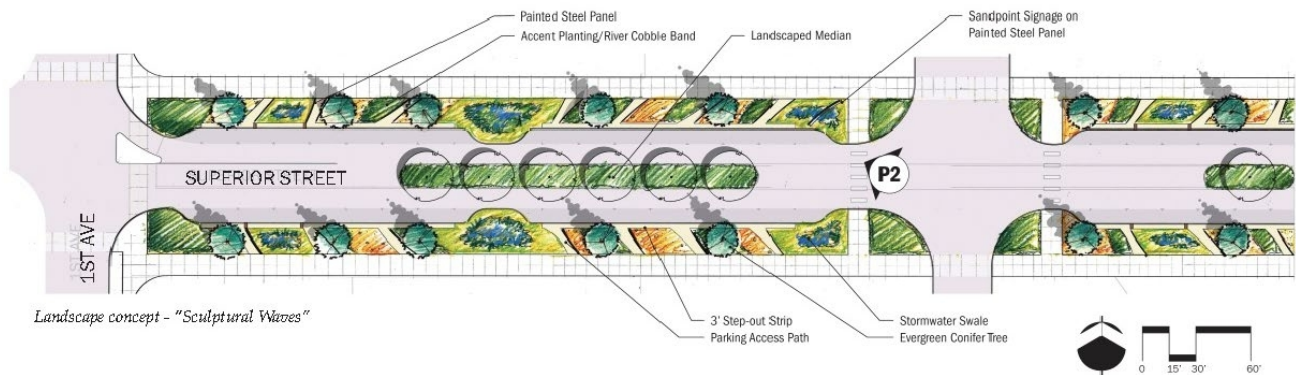 Painted Steel Panel
Accent Planting/River Cobble Band
Landscaped Median
Sandpoint Signage on
Painted Steel Panel
SUPERIOR STREET
P2
1ST AVE
1ST AVE
Landscape concept - "Sculptural Waves"
3' Step-out Strip
Parking Access Path
Stormwater Swale
Evergreen Conifer Tree
0 15' 30' 60'